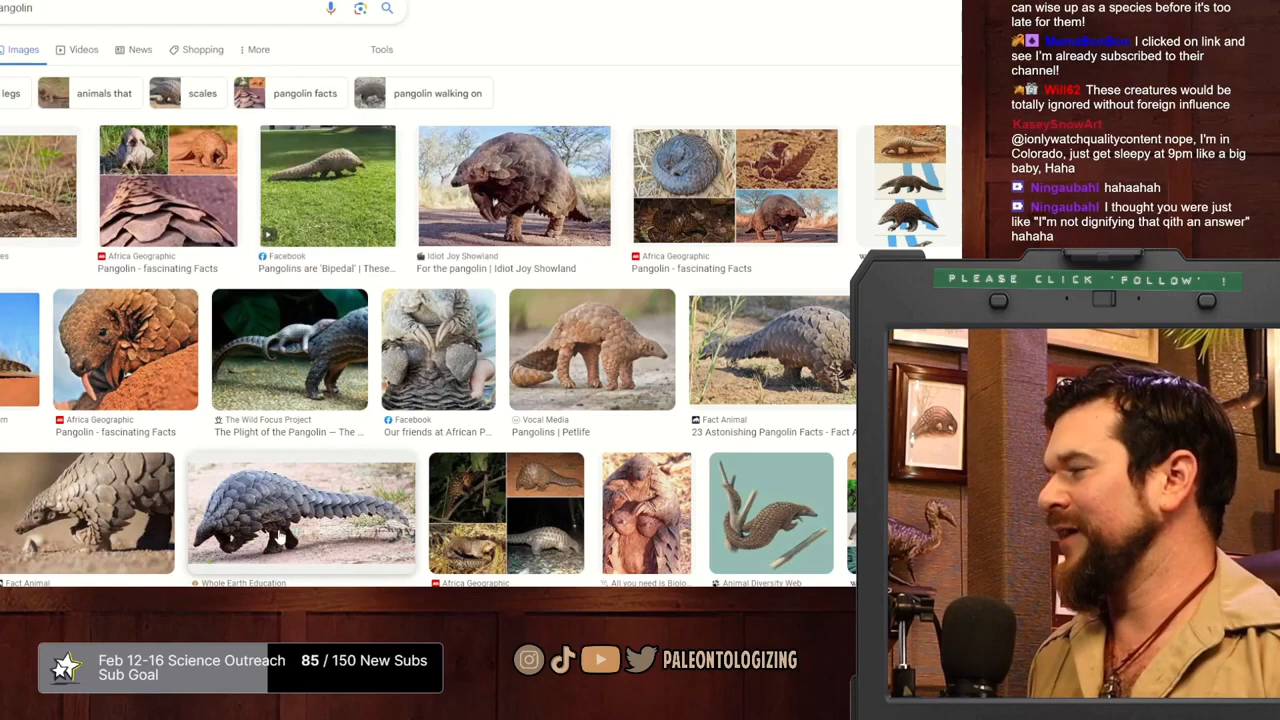 angolin
Images
Videos
News
Shopping
More
Tools
legs
animals that
scales
pangolin facts
pangolin walking on
Africa Geographic
Pangolin - fascinating Facts
Facebook
Pangolins are 'Bipedal' | These...
Idiot Joy Showland
For the pangolin | Idiot Joy Showland
Africa Geographic
Pangolin - fascinating Facts
Africa Geographic
Pangolin - fascinating Facts
The Wild Focus Project
The Plight of the Pangolin — The ...
Facebook
Our friends at African P...
Vocal Media
Pangolins | Petlife
Fact Animal
23 Astonishing Pangolin Facts - Fact A
Fact Animal
Whole Earth Education
Africa Geographic
All you need is Biolo...
Animal Diversity Web
can wise up as a species before it's too
late for them!
MamaBonBon I clicked on link and
see I'm already subscribed to their
channel!
Will62 These creatures would be
totally ignored without foreign influence
KaseySnowArt
@ionlywatchqualitycontent nope, I'm in
Colorado, just get sleepy at 9pm like a big
baby, Haha
Ningaubahl hahaahah
Ningaubahl I thought you were just
like "I"m not dignifying that qith an answer"
hahaha
PLEASE CLICK 'FOLLOW' !
Feb 12-16 Science Outreach
Sub Goal
85 / 150 New Subs
PALEONTOLOGIZING